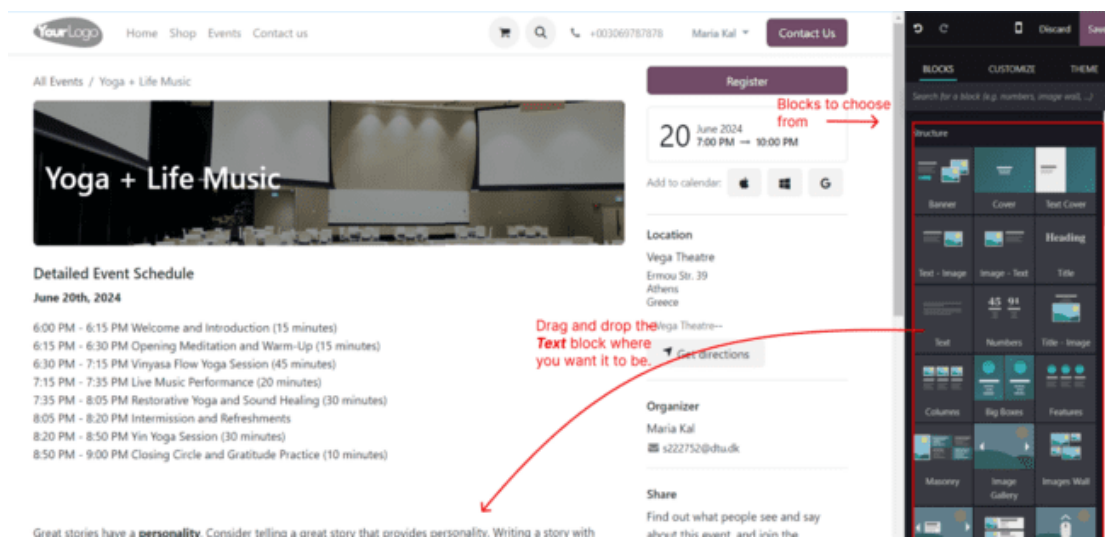 YourLogo
Home Shop Events Contact us
+003069787878
Maria Kal
Contact Us
All Events / Yoga + Life Music
Yoga + Life Music
Detailed Event Schedule
June 20th, 2024
6:00 PM - 6:15 PM Welcome and Introduction (15 minutes)
6:15 PM - 6:30 PM Opening Meditation and Warm-Up (15 minutes)
6:30 PM - 7:15 PM Vinyasa Flow Yoga Session (45 minutes)
7:15 PM - 7:35 PM Live Music Performance (20 minutes)
7:35 PM - 8:05 PM Restorative Yoga and Sound Healing (30 minutes)
8:05 PM - 8:20 PM Intermission and Refreshments
8:20 PM - 8:50 PM Yin Yoga Session (30 minutes)
8:50 PM - 9:00 PM Closing Circle and Gratitude Practice (10 minutes)
Great stories have a personality. Consider telling a great story that provides personality. Writing a story with
Register
20
June 2024
7:00 PM → 10:00 PM
Add to calendar:
G
Location
Vega Theatre
Ermou Str. 39
Athens
Greece
Vega Theatre--
Get directions
Organizer
Maria Kal
s222752@dtu.dk
Share
Find out what people see and say
about this event, and join the
Blocks to choose
from
Drag and drop the
Text block where
you want it to be.
Discard Save
BLOCKS CUSTOMIZE THEME
Search for a block (e.g. numbers, image wall, ...)
Structure
Banner Cover Text Cover
Heading
Text - Image Image - Text Title
45 91
Text Numbers Title - Image
Columns Big Boxes Features
Masonry Image Gallery Images Wall